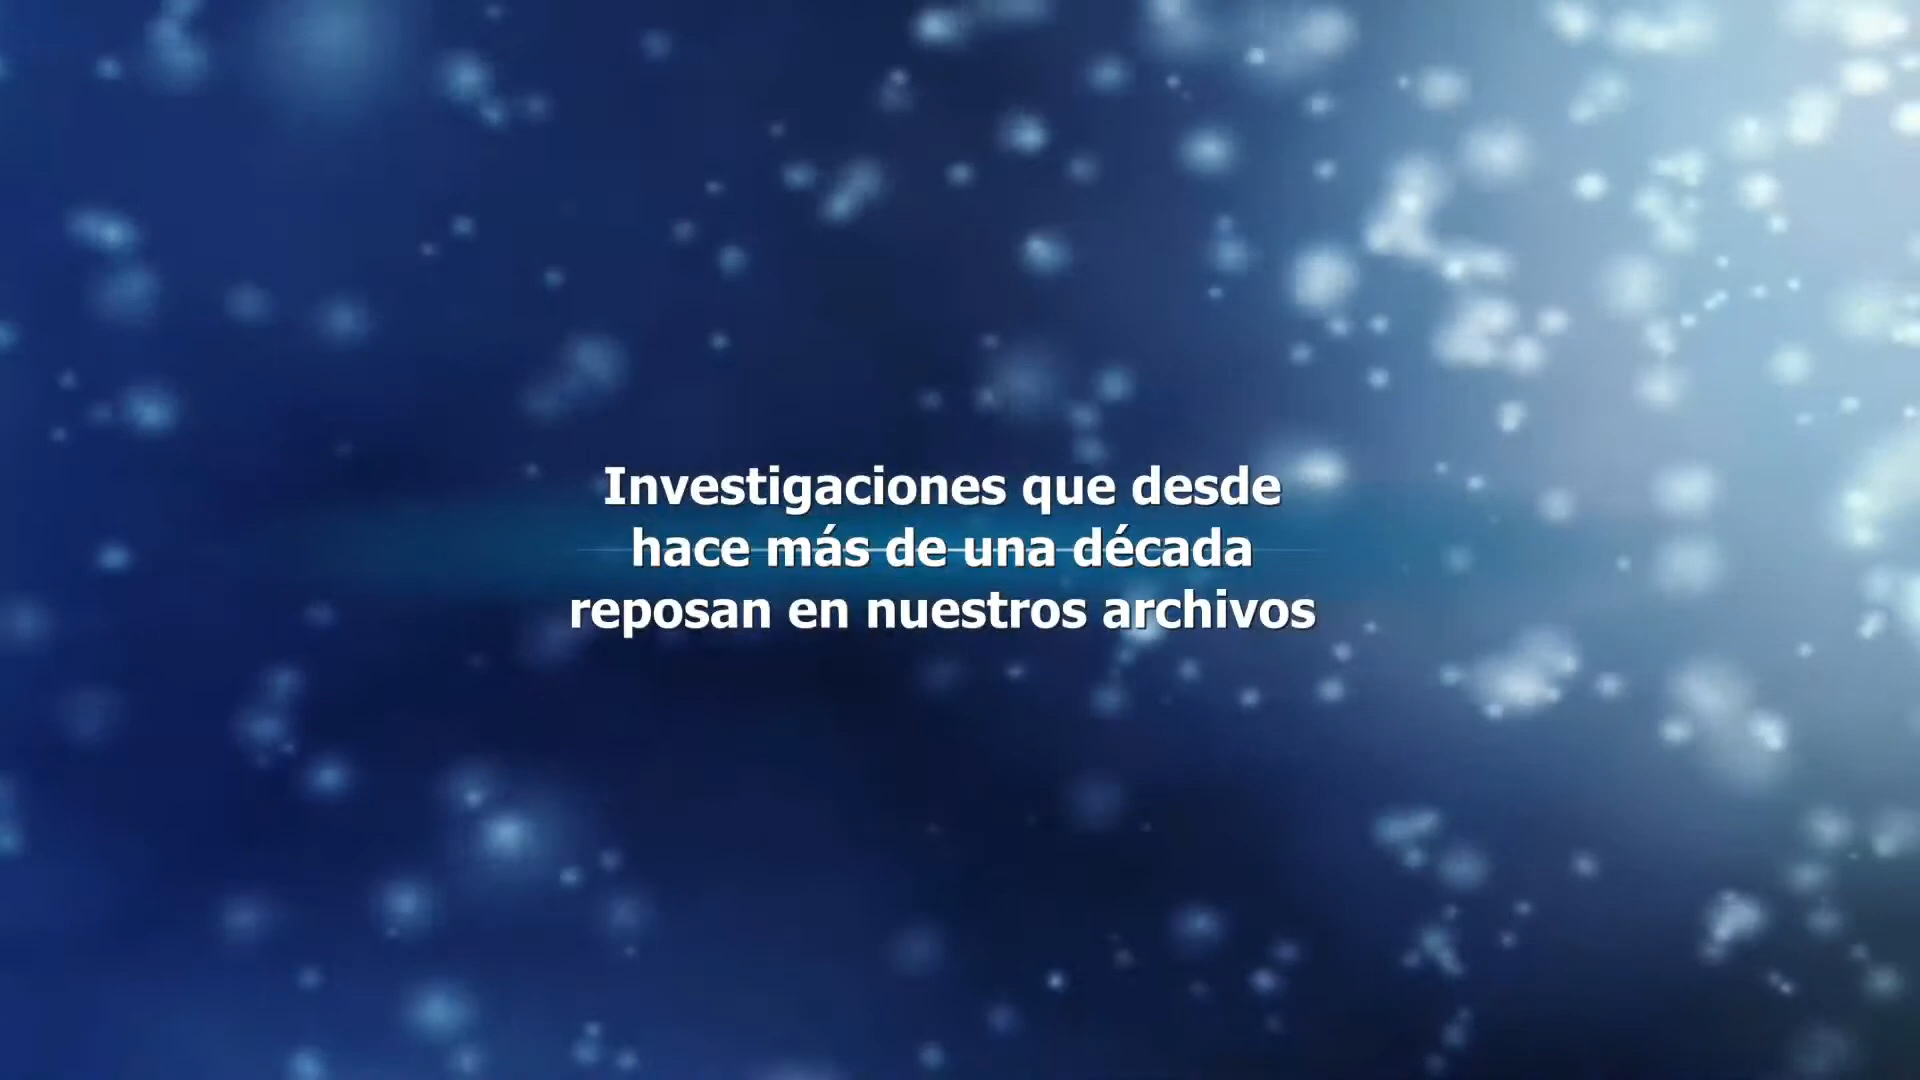 Investigaciones que desde
hace más de una década
reposan en nuestros archivos